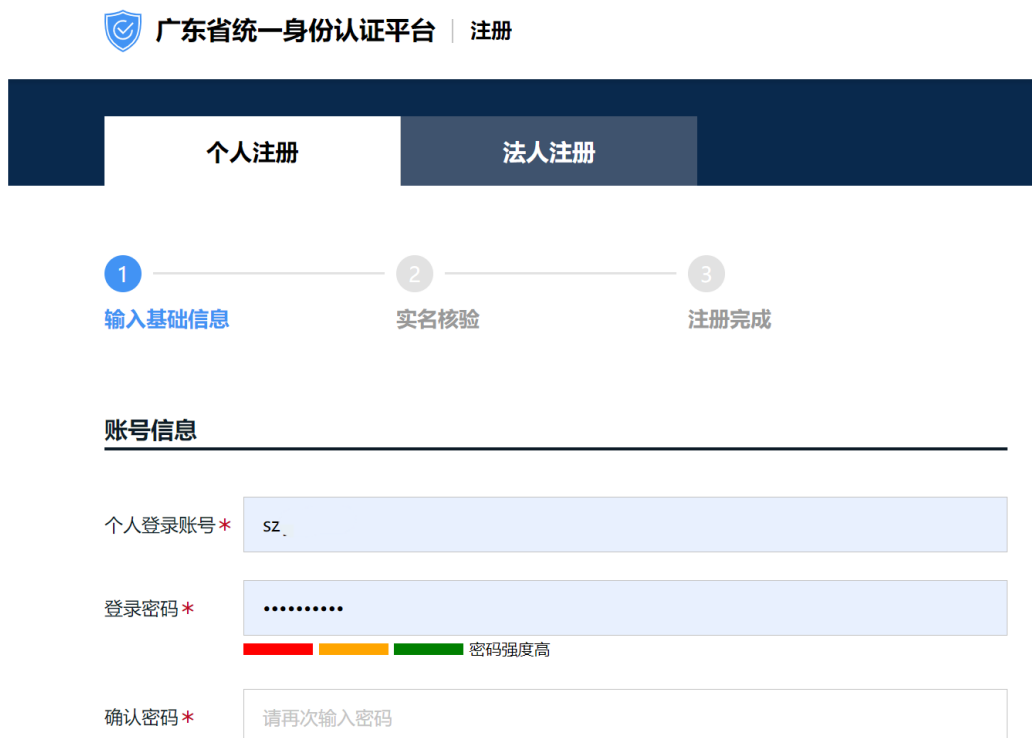 广东省统一身份认证平台 注册
个人注册 法人注册
1 2 3
输入基础信息 实名核验 注册完成
账号信息
个人登录账号* sz
登录密码* ••••••••••
密码强度高
确认密码* 请再次输入密码